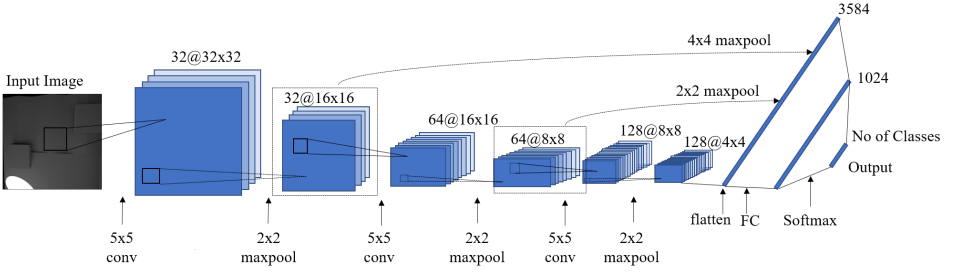 3584
4x4 maxpool
32@32x32
Input Image
1024
2x2 maxpool
32@16x16
64@16x16
No of Classes
64@8x8
128@8x8
128@4x4
Output
flatten
FC
Softmax
5x5
conv
2x2
maxpool
5x5
conv
2x2
maxpool
5x5
conv
2x2
maxpool